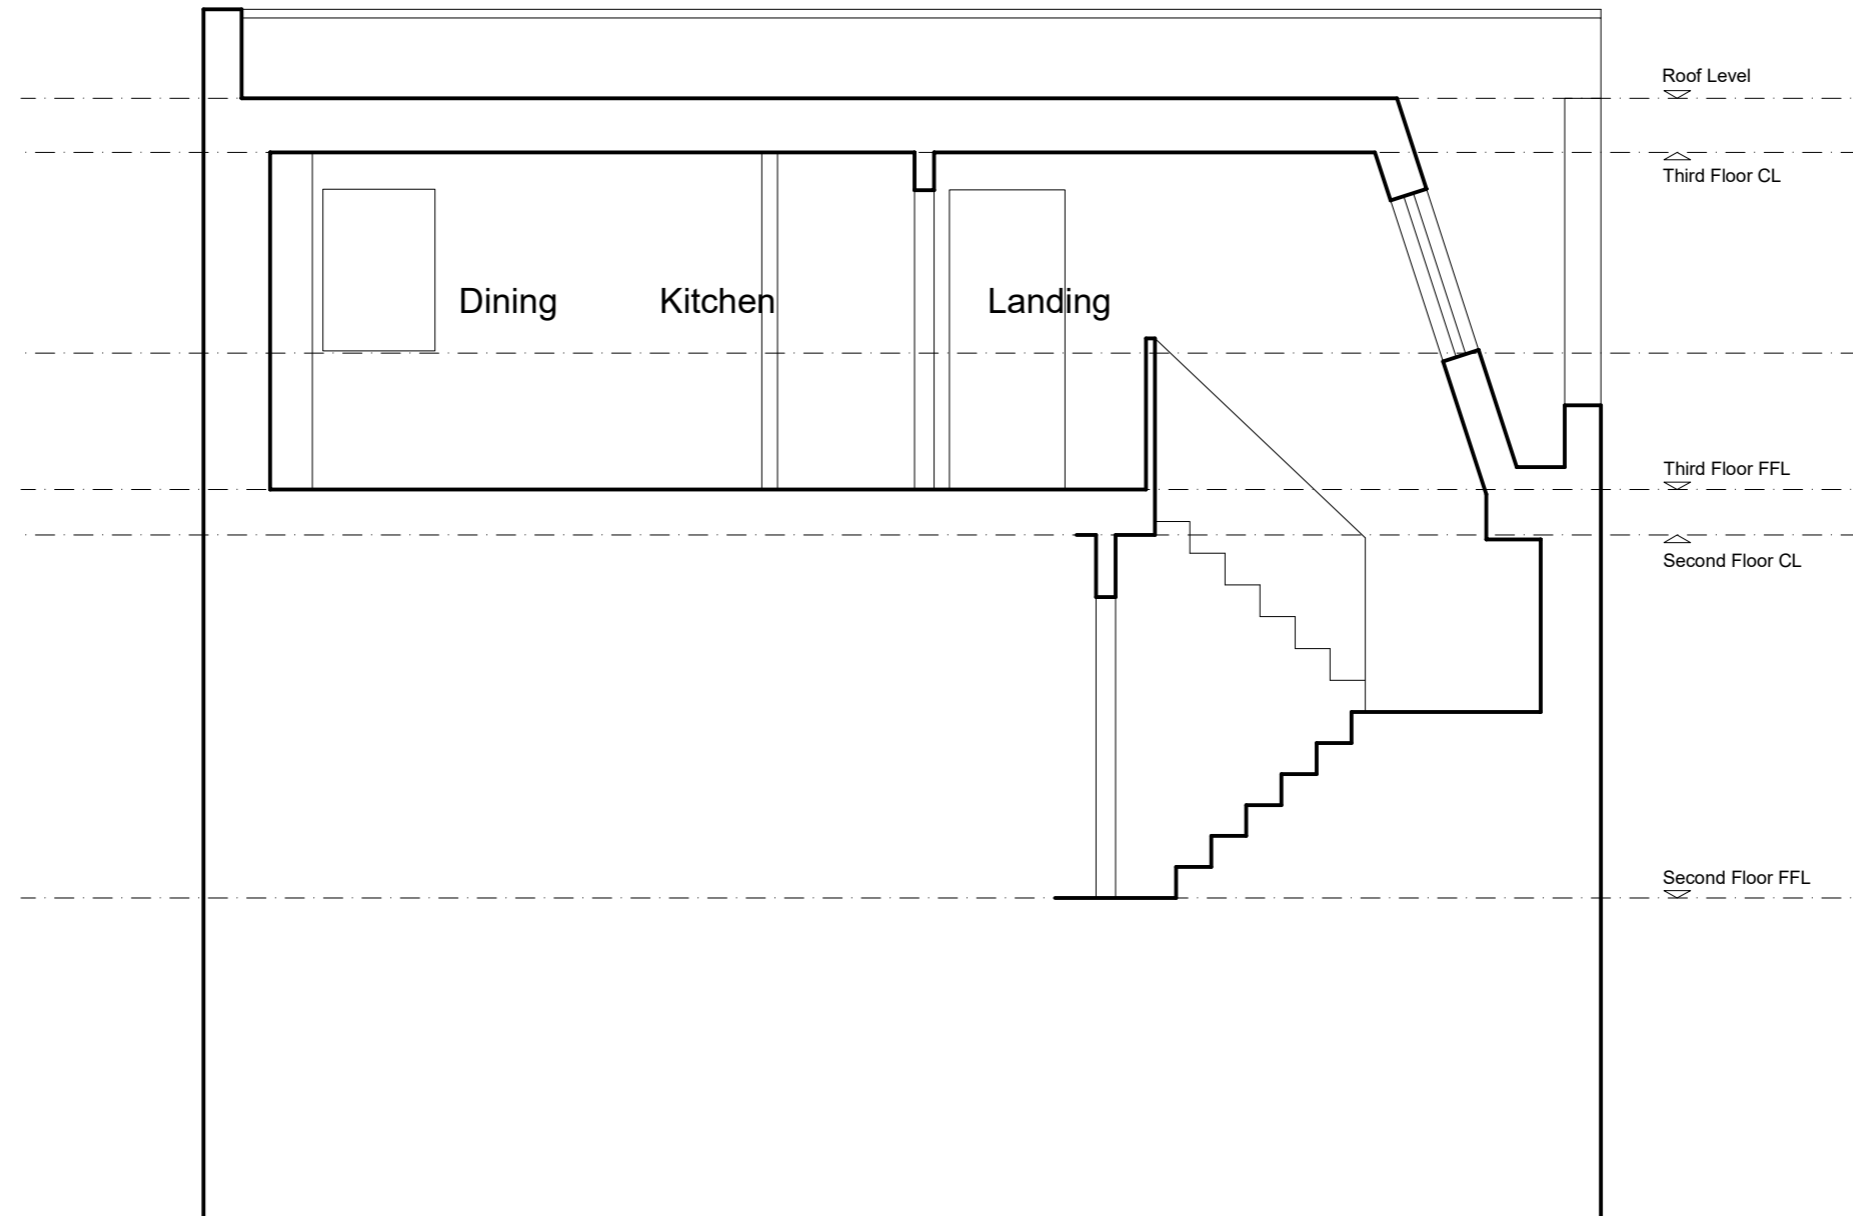 Roof Level
Third Floor CL
Dining
Kitchen
Landing
Third Floor FFL
Second Floor CL
Second Floor FFL